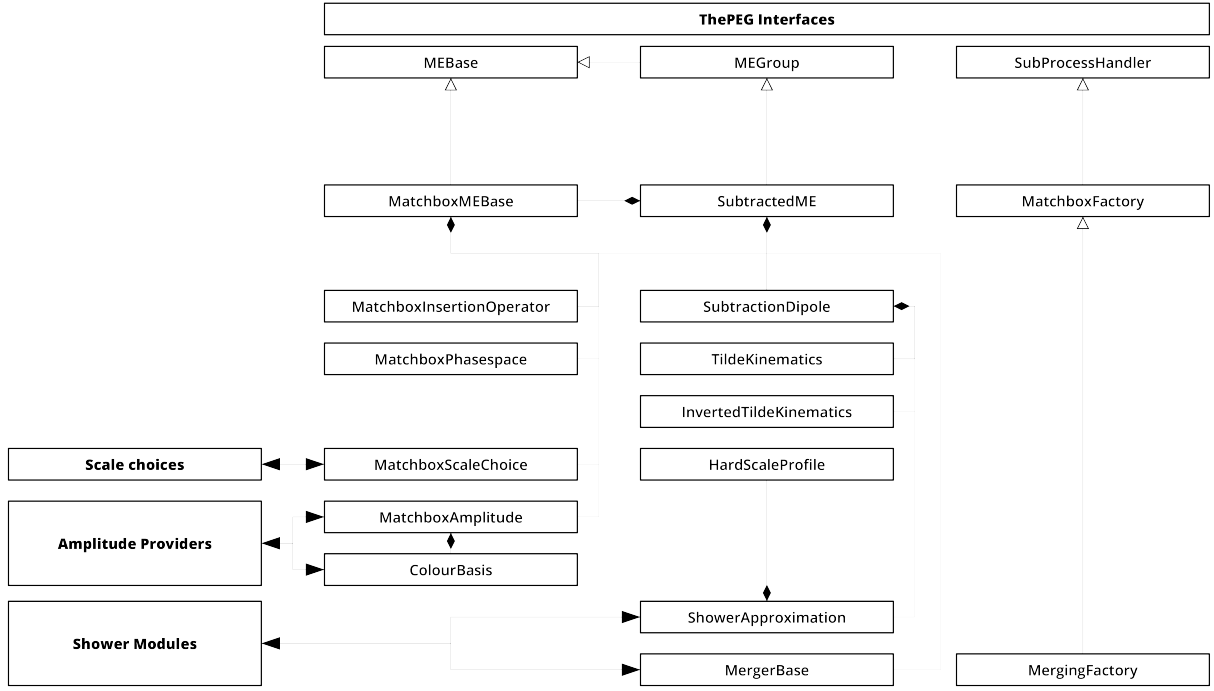 ThePEG Interfaces
MEBase
MEGroup
SubProcessHandler
MatchboxMEBase
SubtractedME
MatchboxFactory
MatchboxInsertionOperator
SubtractionDipole
MatchboxPhasespace
TildeKinematics
InvertedTildeKinematics
Scale choices
MatchboxScaleChoice
HardScaleProfile
Amplitude Providers
MatchboxAmplitude
ColourBasis
Shower Modules
ShowerApproximation
MergerBase
MergingFactory